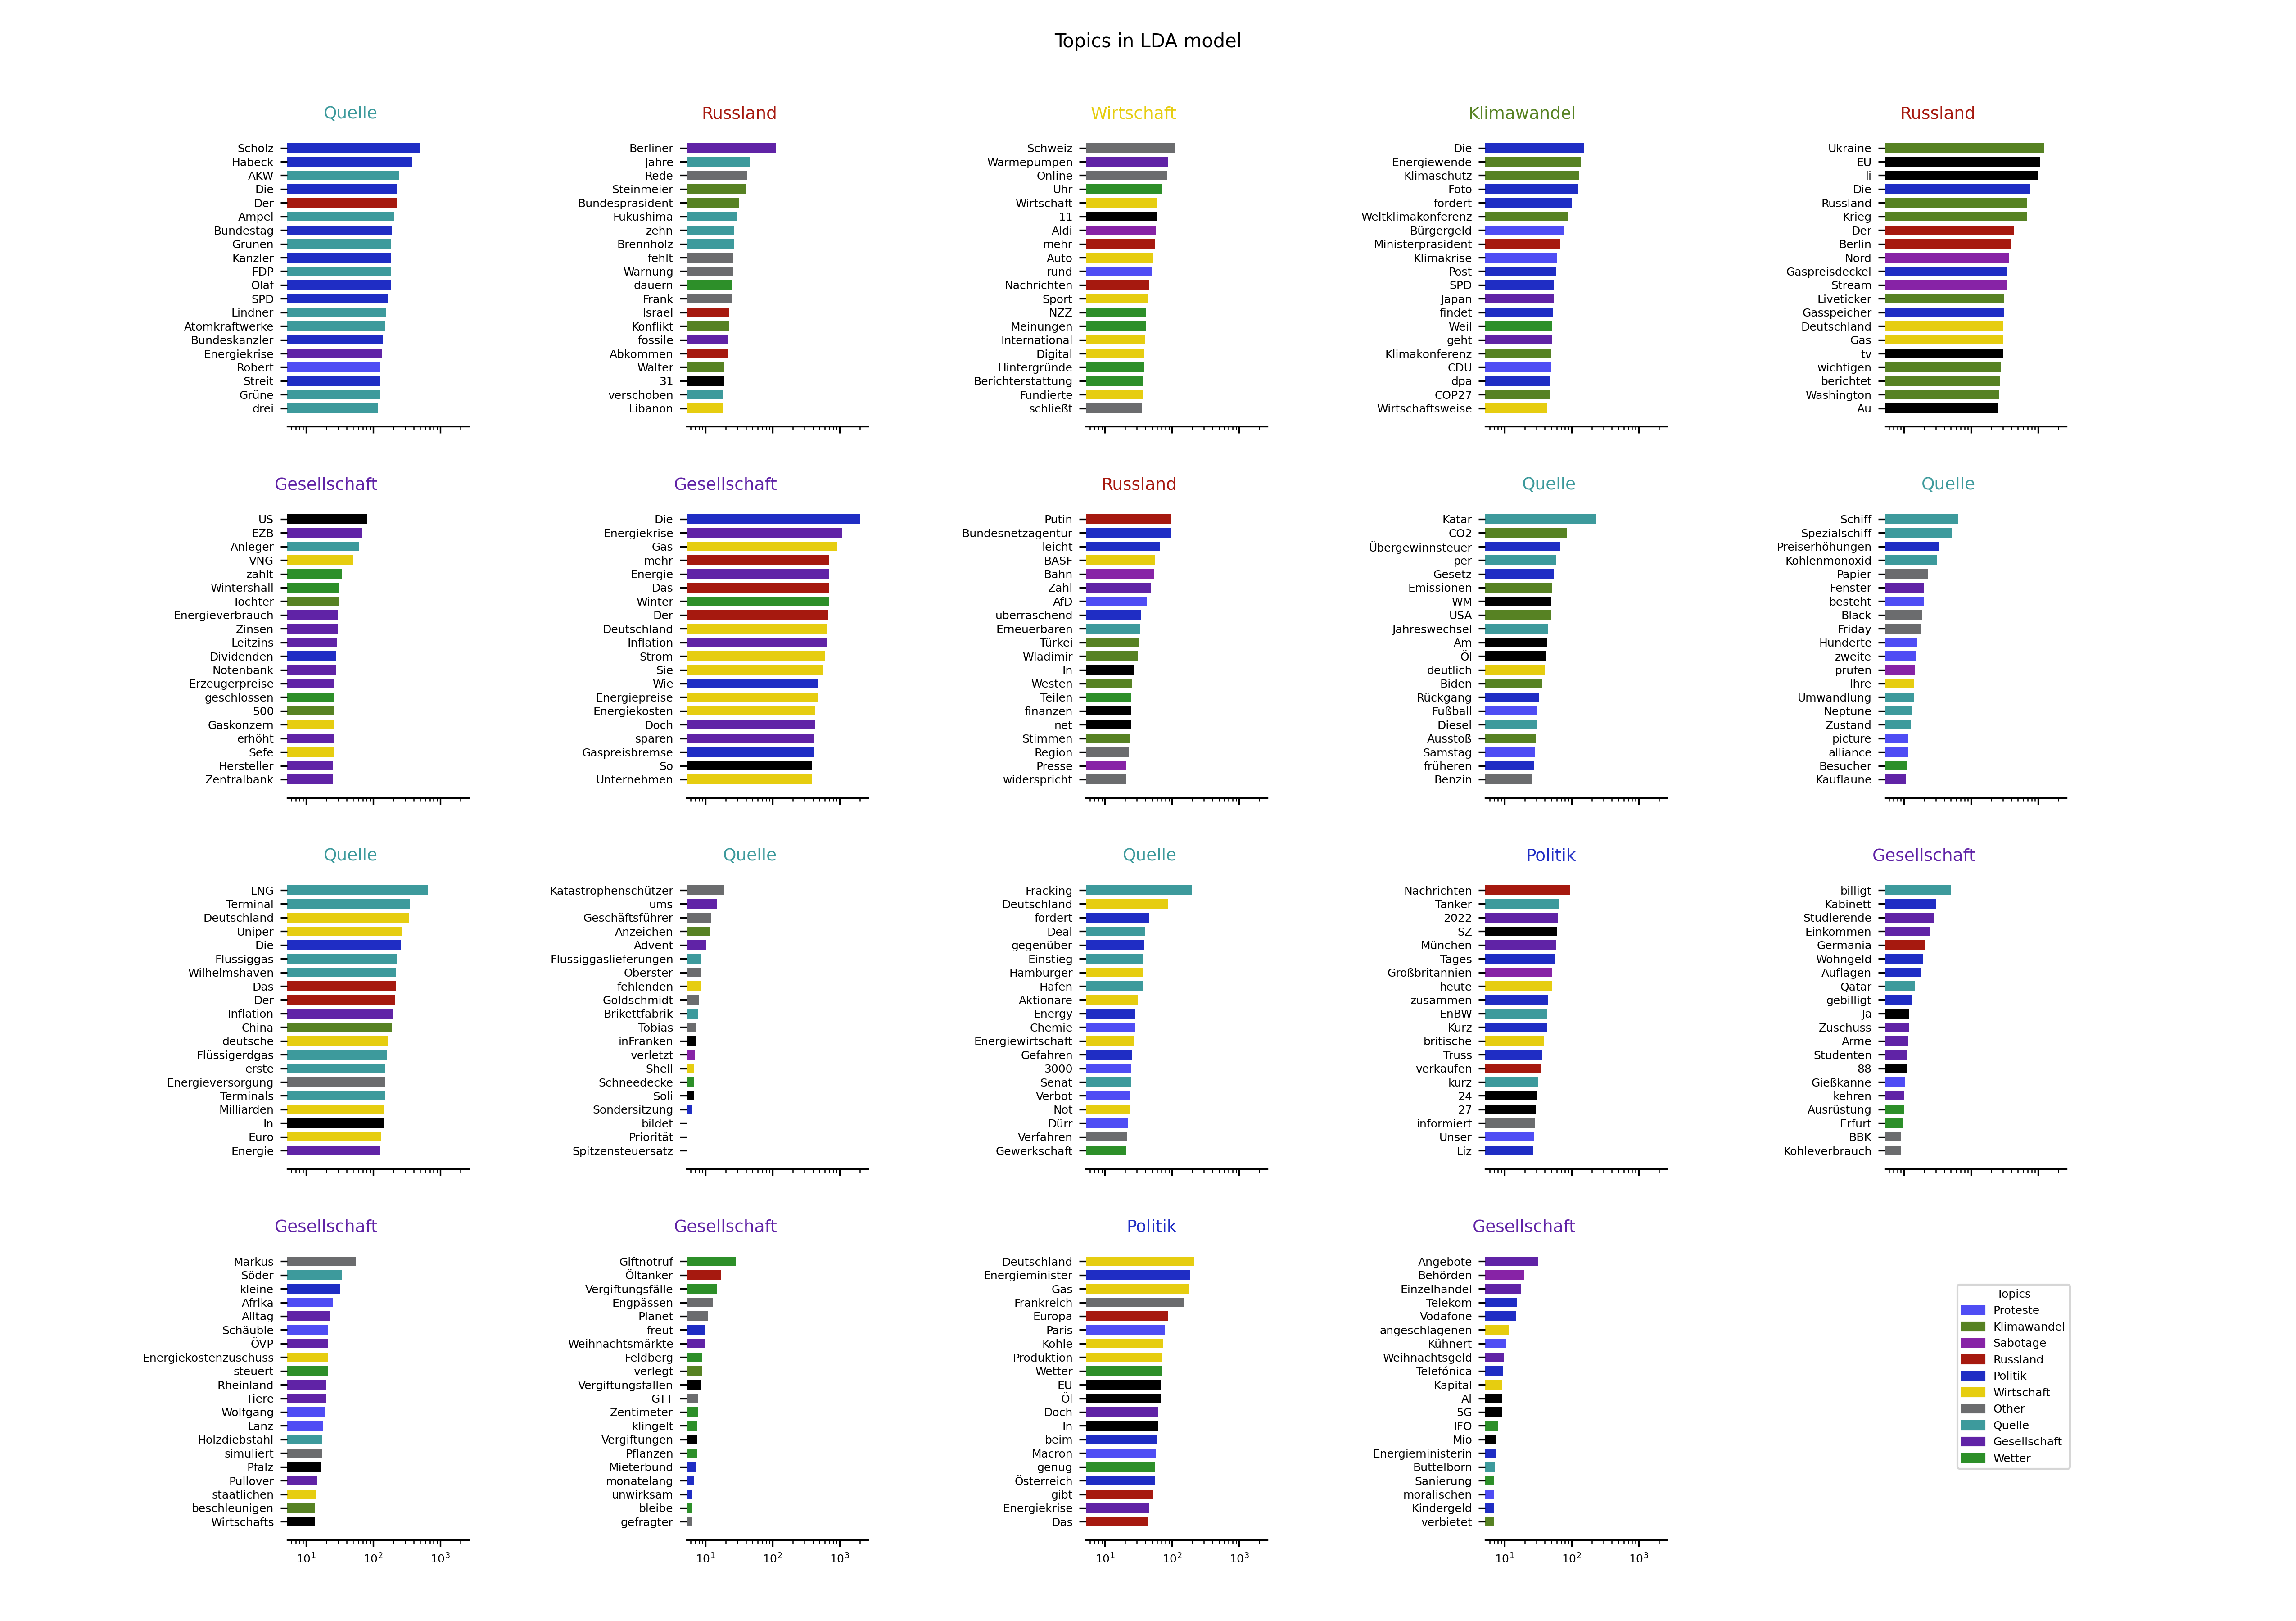 Topics in LDA model
Quelle
Scholz
Habeck
AKW
Die
Der
Ampel
Bundestag
Grünen
Kanzler
FDP
Olaf
SPD
Lindner
Atomkraftwerke
Bundeskanzler
Energiekrise
Robert
Streit
Grüne
drei
Russland
Berliner
Jahre
Rede
Steinmeier
Bundespräsident
Fukushima
zehn
Brennholz
fehlt
Warnung
dauern
Frank
Israel
Konflikt
fossile
Abkommen
Walter
31
verschoben
Libanon
Wirtschaft
Schweiz
Wärmepumpen
Online
Uhr
Wirtschaft
11
Aldi
mehr
Auto
rund
Nachrichten
Sport
NZZ
Meinungen
International
Digital
Hintergründe
Berichterstattung
Fundierte
schließt
Klimawandel
Die
Energiewende
Klimaschutz
Foto
fordert
Weltklimakonferenz
Bürgergeld
Ministerpräsident
Klimakrise
Post
SPD
Japan
findet
Weil
geht
Klimakonferenz
CDU
dpa
COP27
Wirtschaftsweise
Russland
Ukraine
EU
li
Die
Russland
Krieg
Der
Berlin
Nord
Gaspreisdeckel
Stream
Liveticker
Gasspeicher
Deutschland
Gas
tv
wichtigen
berichtet
Washington
Au
Gesellschaft
US
EZB
Anleger
VNG
zahlt
Wintershall
Tochter
Energieverbrauch
Zinsen
Leitzins
Dividenden
Notenbank
Erzeugerpreise
geschlossen
500
Gaskonzern
erhöht
Sefe
Hersteller
Zentralbank
Gesellschaft
Die
Energiekrise
Gas
mehr
Energie
Das
Winter
Der
Deutschland
Inflation
Strom
Sie
Wie
Energiepreise
Energiekosten
Doch
sparen
Gaspreisbremse
So
Unternehmen
Russland
Putin
Bundesnetzagentur
leicht
BASF
Bahn
Zahl
AfD
überraschend
Erneuerbaren
Türkei
Wladimir
In
Westen
Teilen
finanzen
net
Stimmen
Region
Presse
widerspricht
Quelle
Katar
CO2
Übergewinnsteuer
per
Gesetz
Emissionen
WM
USA
Jahreswechsel
Am
Öl
deutlich
Biden
Rückgang
Fußball
Diesel
Ausstoß
Samstag
früheren
Benzin
Quelle
Schiff
Spezialschiff
Preiserhöhungen
Kohlenmonoxid
Papier
Fenster
besteht
Black
Friday
Hunderte
zweite
prüfen
Ihre
Umwandlung
Neptune
Zustand
picture
alliance
Besucher
Kauflaune
Quelle
LNG
Terminal
Deutschland
Uniper
Die
Flüssiggas
Wilhelmshaven
Das
Der
Inflation
China
deutsche
Flüssigerdgas
erste
Energieversorgung
Terminals
Milliarden
In
Euro
Energie
Quelle
Katastrophenschützer
ums
Geschäftsführer
Anzeichen
Advent
Flüssiggaslieferungen
Oberster
fehlenden
Goldschmidt
Brikettfabrik
Tobias
inFranken
verletzt
Shell
Schneedecke
Soli
Sondersitzung
bildet
Priorität
Spitzensteuersatz
Quelle
Fracking
Deutschland
fordert
Deal
gegenüber
Einstieg
Hamburger
Hafen
Aktionäre
Energy
Chemie
Energiewirtschaft
Gefahren
3000
Senat
Verbot
Not
Dürr
Verfahren
Gewerkschaft
Politik
Nachrichten
Tanker
2022
SZ
München
Tages
Großbritannien
heute
zusammen
EnBW
Kurz
britische
Truss
verkaufen
kurz
24
27
informiert
Unser
Liz
Gesellschaft
billigt
Kabinett
Studierende
Einkommen
Germania
Wohngeld
Auflagen
Qatar
gebilligt
Ja
Zuschuss
Arme
Studenten
88
Gießkanne
kehren
Ausrüstung
Erfurt
BBK
Kohleverbrauch
Gesellschaft
Markus
Söder
kleine
Afrika
Alltag
Schäuble
ÖVP
Energiekostenzuschuss
steuert
Rheinland
Tiere
Wolfgang
Lanz
Holzdiebstahl
simuliert
Pfalz
Pullover
staatlichen
beschleunigen
Wirtschafts
10¹ 10² 10³
Gesellschaft
Giftnotruf
Öltanker
Vergiftungsfälle
Engpässen
Planet
freut
Weihnachtsmärkte
Feldberg
verlegt
Vergiftungsfällen
GTT
Zentimeter
klingelt
Vergiftungen
Pflanzen
Mieterbund
monatelang
unwirksam
bleibe
gefragter
10¹ 10² 10³
Politik
Deutschland
Energieminister
Gas
Frankreich
Europa
Paris
Kohle
Produktion
Wetter
EU
Öl
Doch
In
beim
Macron
genug
Österreich
gibt
Energiekrise
Das
10¹ 10² 10³
Gesellschaft
Angebote
Behörden
Einzelhandel
Telekom
Vodafone
angeschlagenen
Kühnert
Weihnachtsgeld
Telefónica
Kapital
Al
5G
IFO
Mio
Energieministerin
Büttelborn
Sanierung
moralischen
Kindergeld
verbietet
10¹ 10² 10³
Topics
Proteste
Klimawandel
Sabotage
Russland
Politik
Wirtschaft
Other
Quelle
Gesellschaft
Wetter